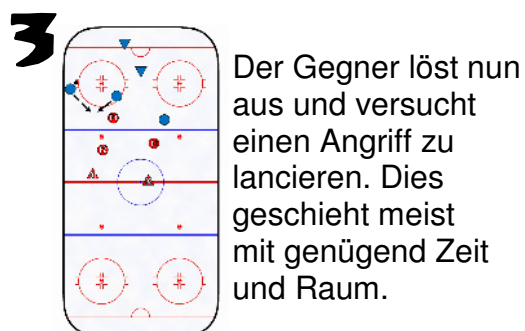 3
Der Gegner löst nun
aus und versucht
einen Angriff zu
lancieren. Dies
geschieht meist
mit genügend Zeit
und Raum.